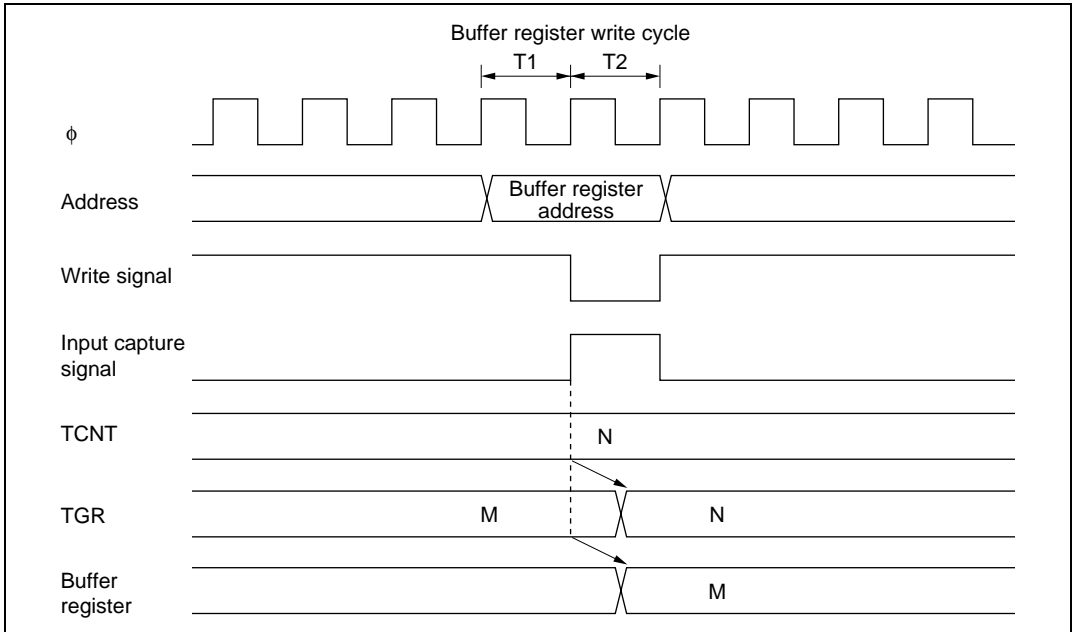 Buffer register write cycle
T1 T2
ϕ
Address
Buffer register
address
Write signal
Input capture
signal
TCNT
N
TGR
M
N
Buffer
register
M